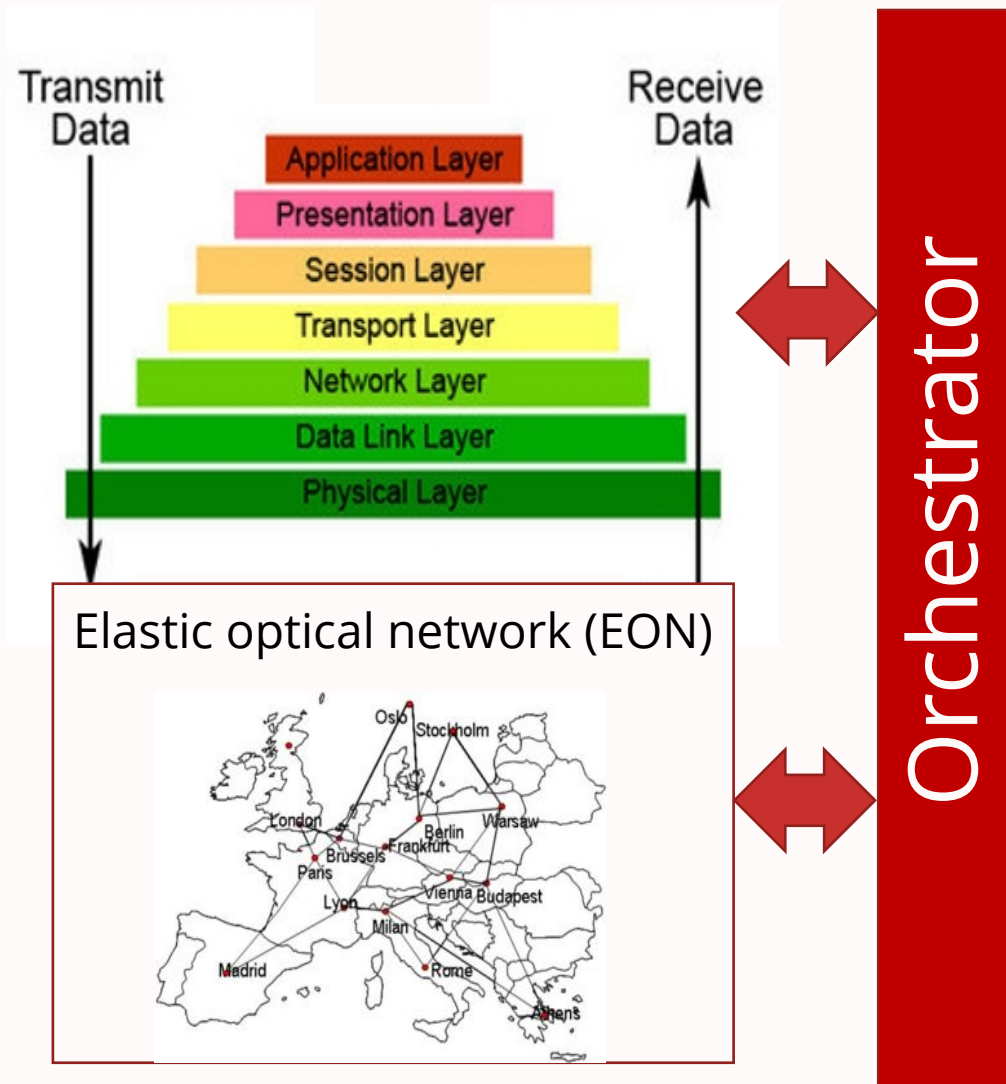 Transmit
Data
Receive
Data
Application Layer
Presentation Layer
Session Layer
Transport Layer
Network Layer
Data Link Layer
Physical Layer
Orchestrator
Elastic optical network (EON)
Oslo
Stockholm
London
Berlin
Warsaw
Brussels
Frankfurt
Paris
Vienna
Budapest
Lyon
Milan
Madrid
Rome
Athens